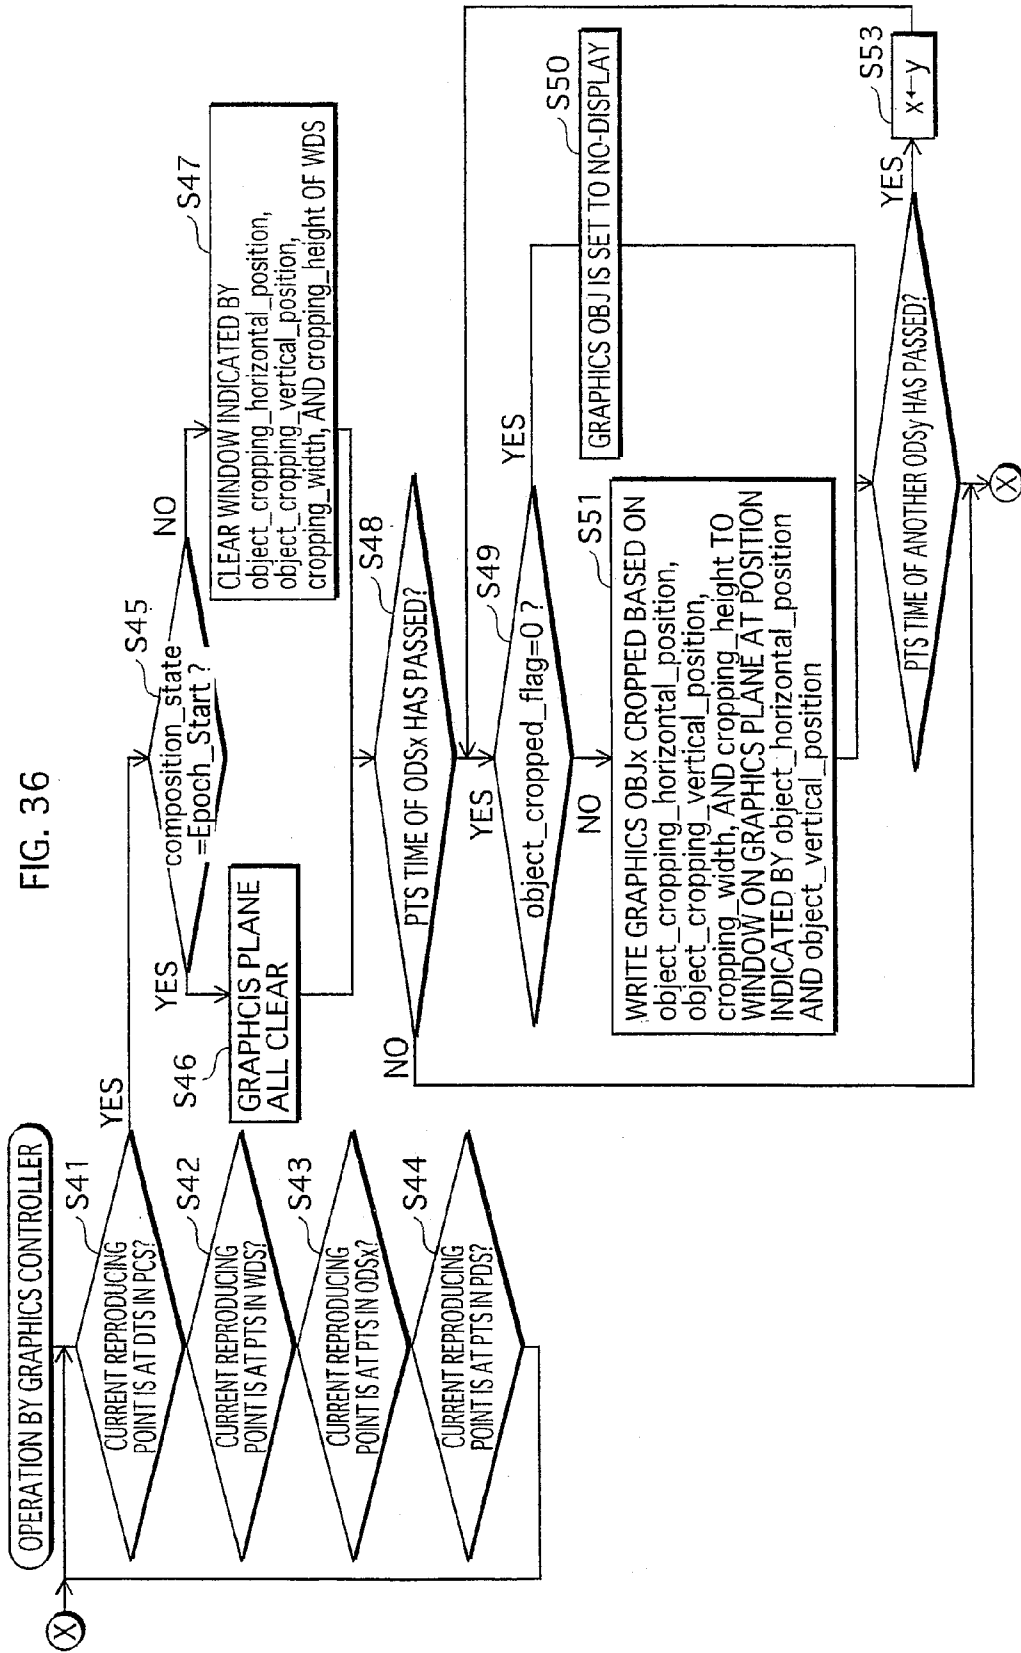 FIG. 36
OPERATION BY GRAPHICS CONTROLLER
X
CURRENT REPRODUCING
POINT IS AT DTS IN PCS?
S41
YES
CURRENT REPRODUCING
POINT IS AT PTS IN WDS?
S42
CURRENT REPRODUCING
POINT IS AT PTS IN ODSx?
S43
CURRENT REPRODUCING
POINT IS AT PTS IN PDS?
S44
composition_state
=Epoch_Start ?
S45
YES
NO
S46
GRAPHCIS PLANE
ALL CLEAR
S47
CLEAR WINDOW INDICATED BY
object_cropping_horizontal_position,
object_cropping_vertical_position,
cropping_width, AND cropping_height OF WDS
PTS TIME OF ODSx HAS PASSED?
S48
NO
YES
object_cropped_flag=0 ?
S49
YES
NO
S50
GRAPHICS OBJ IS SET TO NO-DISPLAY
S51
WRITE GRAPHICS OBJx CROPPED BASED ON
object_cropping_horizontal_position,
object_cropping_vertical_position,
cropping_width, AND cropping_height TO
WINDOW ON GRAPHICS PLANE AT POSITION
INDICATED BY object_horizontal_position
AND object_vertical_position
PTS TIME OF ANOTHER ODSy HAS PASSED?
YES
S53
x←y
X